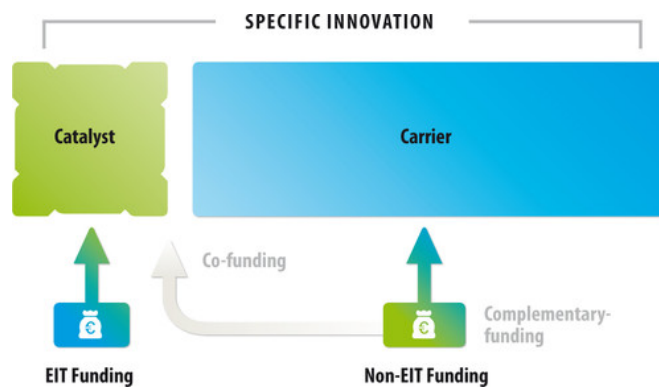 SPECIFIC INNOVATION
Catalyst
Carrier
Co-funding
Complementary-
funding
€
€
EIT Funding
Non-EIT Funding